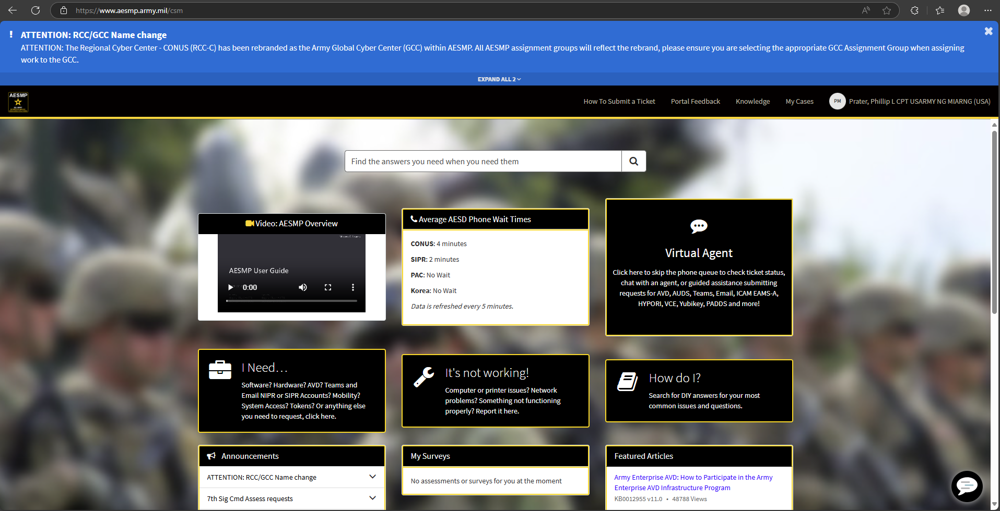 https://www.aesmp.army.mil/csm
ATTENTION: RCC/GCC Name change
ATTENTION: The Regional Cyber Center - CONUS (RCC-C) has been rebranded as the Army Global Cyber Center (GCC) within AESMP. All AESMP assignment groups will reflect the rebrand, please ensure you are selecting the appropriate GCC Assignment Group when assigning
work to the GCC.
EXPAND ALL 2
AESMP
How To Submit a Ticket
Portal Feedback
Knowledge
My Cases
PM
Prater, Phillip L CPT USARMY NG MIARNG (USA)
Find the answers you need when you need them
Video: AESMP Overview
Microsoft Teams
AESMP User Guide
0:00
Average AESD Phone Wait Times
CONUS: 4 minutes
SIPR: 2 minutes
PAC: No Wait
Korea: No Wait
Data is refreshed every 5 minutes.
Virtual Agent
Click here to skip the phone queue to check ticket status,
chat with an agent, or guided assistance submitting
requests for AVD, AUDS, Teams, Email, ICAM EAMS-A,
HYPORI, VCE, Yubikey, PADDS and more!
I Need...
Software? Hardware? AVD? Teams and
Email NIPR or SIPR Accounts? Mobility?
System Access? Tokens? Or anything else
you need to request, click here.
It's not working!
Computer or printer issues? Network
problems? Something not functioning
properly? Report it here.
How do I?
Search for DIY answers for your most
common issues and questions.
Announcements
ATTENTION: RCC/GCC Name change
7th Sig Cmd Assess requests
My Surveys
No assessments or surveys for you at the moment
Featured Articles
Army Enterprise AVD: How to Participate in the Army
Enterprise AVD Infrastructure Program
KB0012955 v11.0 • 48788 Views